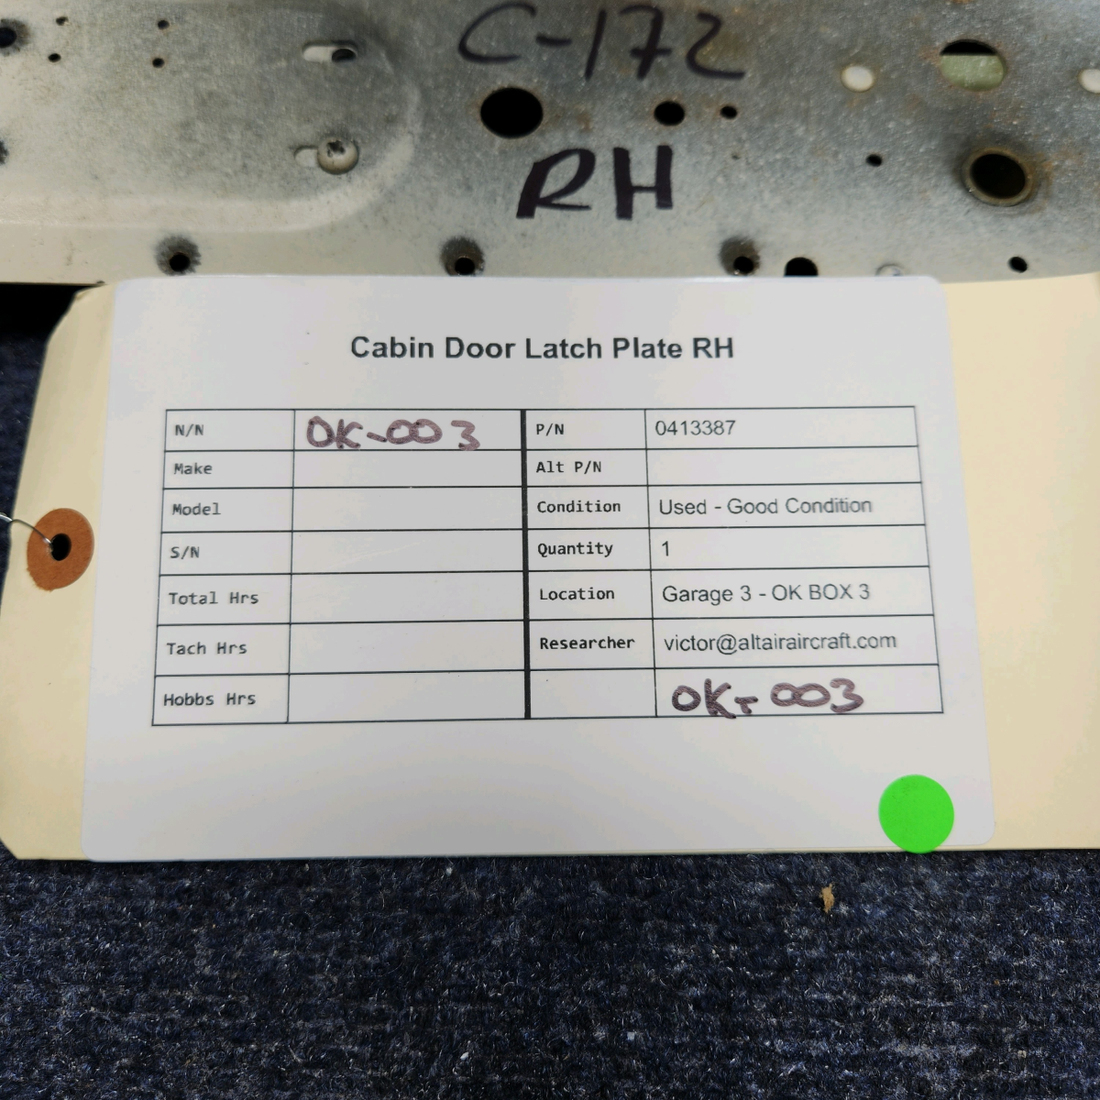 C-172
RH
Cabin Door Latch Plate RH
N/N OK-003 P/N 0413387
Make Alt P/N
Model Condition Used - Good Condition
S/N Quantity 1
Total Hrs Location Garage 3 - OK BOX 3
Tach Hrs Researcher victor@altairaircraft.com
Hobbs Hrs OK-003